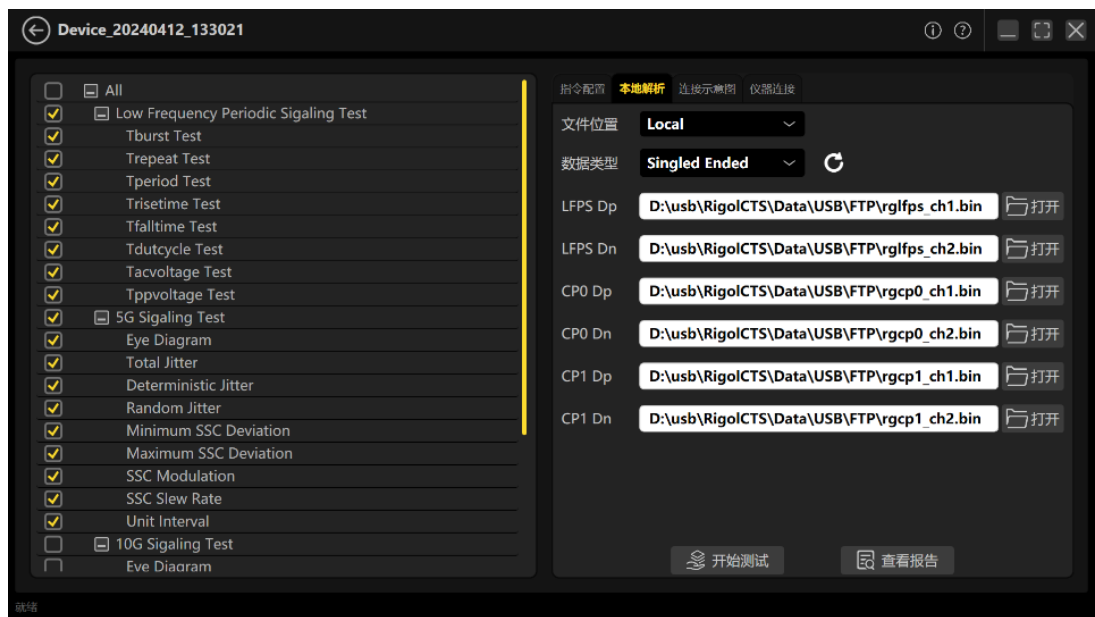 Device_20240412_133021
All
Low Frequency Periodic Sigaling Test
Tburst Test
Trepeat Test
Tperiod Test
Trisetime Test
Tfalltime Test
Tdutcycle Test
Tacvoltage Test
Tppvoltage Test
5G Sigaling Test
Eye Diagram
Total Jitter
Deterministic Jitter
Random Jitter
Minimum SSC Deviation
Maximum SSC Deviation
SSC Modulation
SSC Slew Rate
Unit Interval
10G Sigaling Test
Eye Diagram
指令配置 本地解析 连接示意图 仪器连接
文件位置 Local
数据类型 Singled Ended
LFPS Dp D:\usb\RigolCTS\Data\USB\FTP\rglfps_ch1.bin 打开
LFPS Dn D:\usb\RigolCTS\Data\USB\FTP\rglfps_ch2.bin 打开
CP0 Dp D:\usb\RigolCTS\Data\USB\FTP\rgcp0_ch1.bin 打开
CP0 Dn D:\usb\RigolCTS\Data\USB\FTP\rgcp0_ch2.bin 打开
CP1 Dp D:\usb\RigolCTS\Data\USB\FTP\rgcp1_ch1.bin 打开
CP1 Dn D:\usb\RigolCTS\Data\USB\FTP\rgcp1_ch2.bin 打开
开始测试 查看报告
就绪